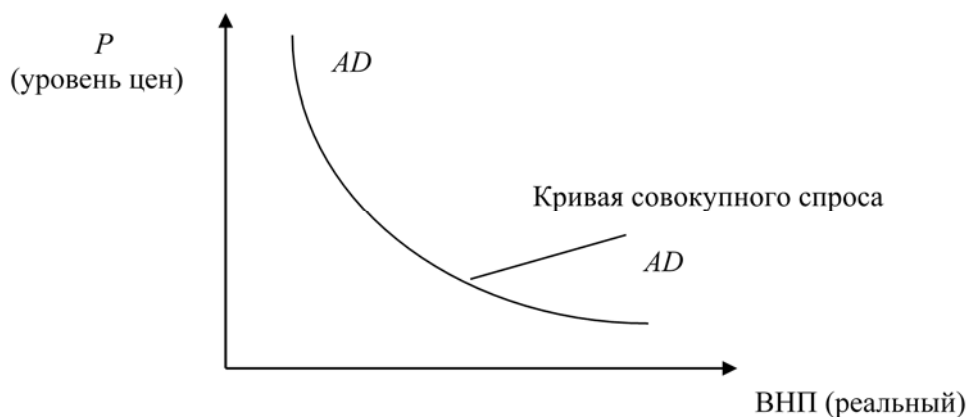 P
(уровень цен)
AD
Кривая совокупного спроса
AD
ВНП (реальный)